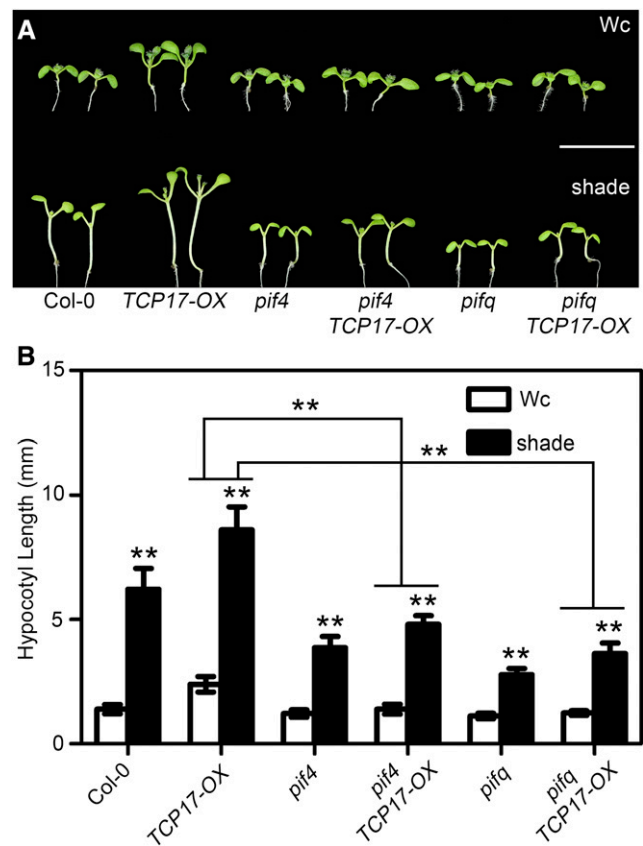 A
Wc
shade
Col-0 TCP17-OX pif4 pif4 pifq pifq
TCP17-OX TCP17-OX
B
15
10
5
0
Hypocotyl Length (mm)
Wc
shade
**
**
**
**
**
**
**
**
Col-0
TCP17-OX
pif4
pif4
TCP17-OX
pifq
pifq
TCP17-OX